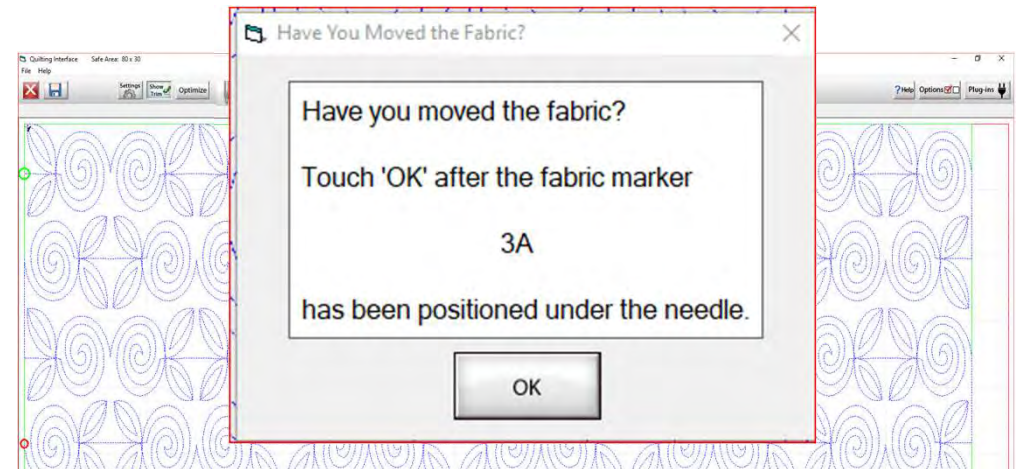 Have You Moved the Fabric?
Quilting Interface Safe Area: 80 x 30
File Help
Settings Show Trim Optimize
?Help Options Plug-ins
Have you moved the fabric?
Touch 'OK' after the fabric marker
3A
has been positioned under the needle.
OK